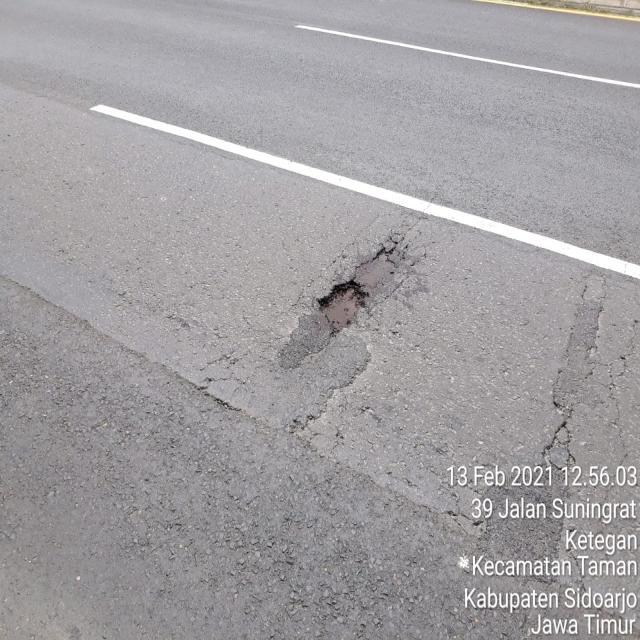 13 Feb 2021 12.56.03
39 Jalan Suningrat
Ketegan
Kecamatan Taman
Kabupaten Sidoarjo
Jawa Timur